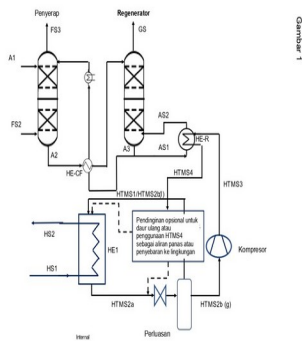 Penyerap
Regenerator
FS3
GS
A1
AS2
HE-R
FS2
A2
A3
AS1
HE-CF
HTMS4
HTMS3
HTMS1/HTMS2(d)
HS2
HE1
Pendinginan opsional untuk
daur ulang atau
penggunaan HTMS4
sebagai aliran panas atau
penyebaran ke lingkungan
HS1
Kompresor
HTMS2a
HTMS2b (g)
Perluasan
Internal
Gambar 1